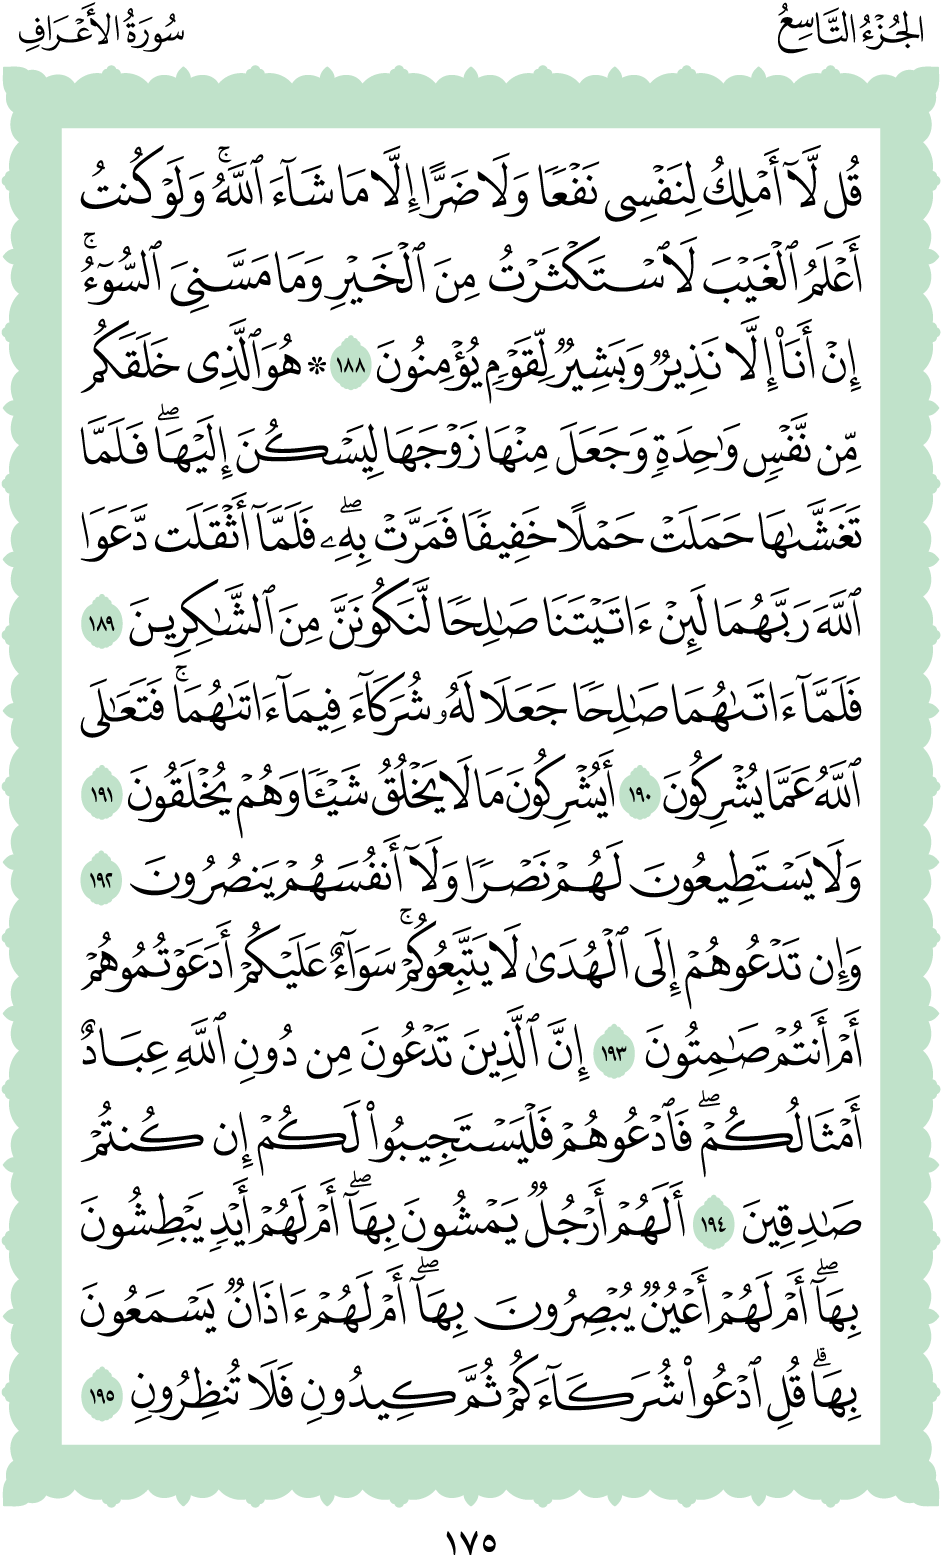 الجُزْءُ التَّاسِعُ
سُورَةُ الأَعْرَافِ
قُل لَّآ أَمْلِكُ لِنَفْسِى نَفْعًا وَلَا ضَرًّا إِلَّا مَا شَآءَ ٱللَّهُ ۚ وَلَوْ كُنتُ
أَعْلَمُ ٱلْغَيْبَ لَٱسْتَكْثَرْتُ مِنَ ٱلْخَيْرِ وَمَا مَسَّنِىَ ٱلسُّوٓءُ ۚ
إِنْ أَنَا۠ إِلَّا نَذِيرٌ وَبَشِيرٌ لِّقَوْمٍ يُؤْمِنُونَ ١٨٨ * هُوَ ٱلَّذِى خَلَقَكُم
مِّن نَّفْسٍ وَٰحِدَةٍ وَجَعَلَ مِنْهَا زَوْجَهَا لِيَسْكُنَ إِلَيْهَا ۖ فَلَمَّا
تَغَشَّىٰهَا حَمَلَتْ حَمْلًا خَفِيفًا فَمَرَّتْ بِهِۦ ۖ فَلَمَّآ أَثْقَلَت دَّعَوَا
ٱللَّهَ رَبَّهُمَا لَئِنْ ءَاتَيْتَنَا صَٰلِحًا لَّنَكُونَنَّ مِنَ ٱلشَّٰكِرِينَ ١٨٩
فَلَمَّآ ءَاتَىٰهُمَا صَٰلِحًا جَعَلَا لَهُۥ شُرَكَآءَ فِيمَآ ءَاتَىٰهُمَا ۚ فَتَعَٰلَى
ٱللَّهُ عَمَّا يُشْرِكُونَ ١٩٠ أَيُشْرِكُونَ مَا لَا يَخْلُقُ شَيْـًٔا وَهُمْ يُخْلَقُونَ ١٩١
وَلَا يَسْتَطِيعُونَ لَهُمْ نَصْرًا وَلَآ أَنفُسَهُمْ يَنصُرُونَ ١٩٢
وَإِن تَدْعُوهُمْ إِلَى ٱلْهُدَىٰ لَا يَتَّبِعُوكُمْ ۚ سَوَآءٌ عَلَيْكُمْ أَدَعَوْتُمُوهُمْ
أَمْ أَنتُمْ صَٰمِتُونَ ١٩٣ إِنَّ ٱلَّذِينَ تَدْعُونَ مِن دُونِ ٱللَّهِ عِبَادٌ
أَمْثَالُكُمْ ۖ فَٱدْعُوهُمْ فَلْيَسْتَجِيبُوا۟ لَكُمْ إِن كُنتُمْ
صَٰدِقِينَ ١٩٤ أَلَهُمْ أَرْجُلٌ يَمْشُونَ بِهَآ ۖ أَمْ لَهُمْ أَيْدٍ يَبْطِشُونَ
بِهَآ ۖ أَمْ لَهُمْ أَعْيُنٌ يُبْصِرُونَ بِهَآ ۖ أَمْ لَهُمْ ءَاذَانٌ يَسْمَعُونَ
بِهَا ۗ قُلِ ٱدْعُوا۟ شُرَكَآءَكُمْ ثُمَّ كِيدُونِ فَلَا تُنظِرُونِ ١٩٥
١٧٥